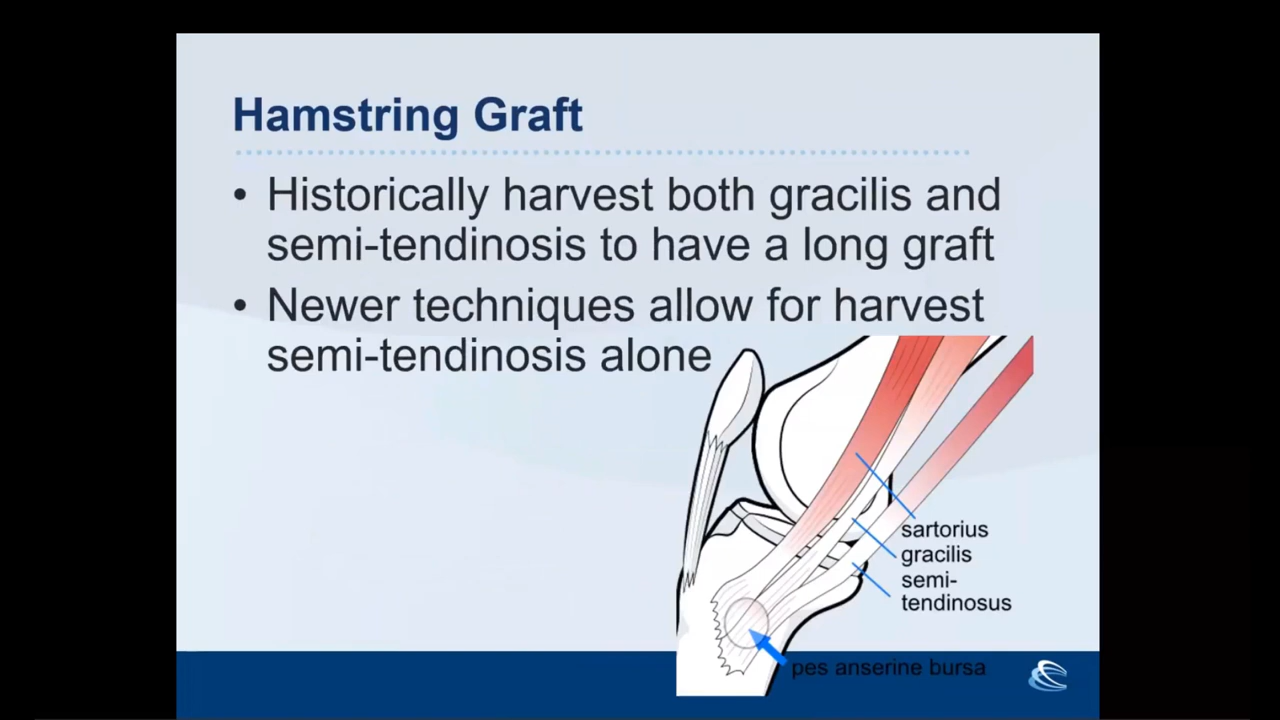 Hamstring Graft
• Historically harvest both gracilis and
semi-tendinosis to have a long graft
• Newer techniques allow for harvest
semi-tendinosis alone
sartorius
gracilis
semi-
tendinosus
pes anserine bursa